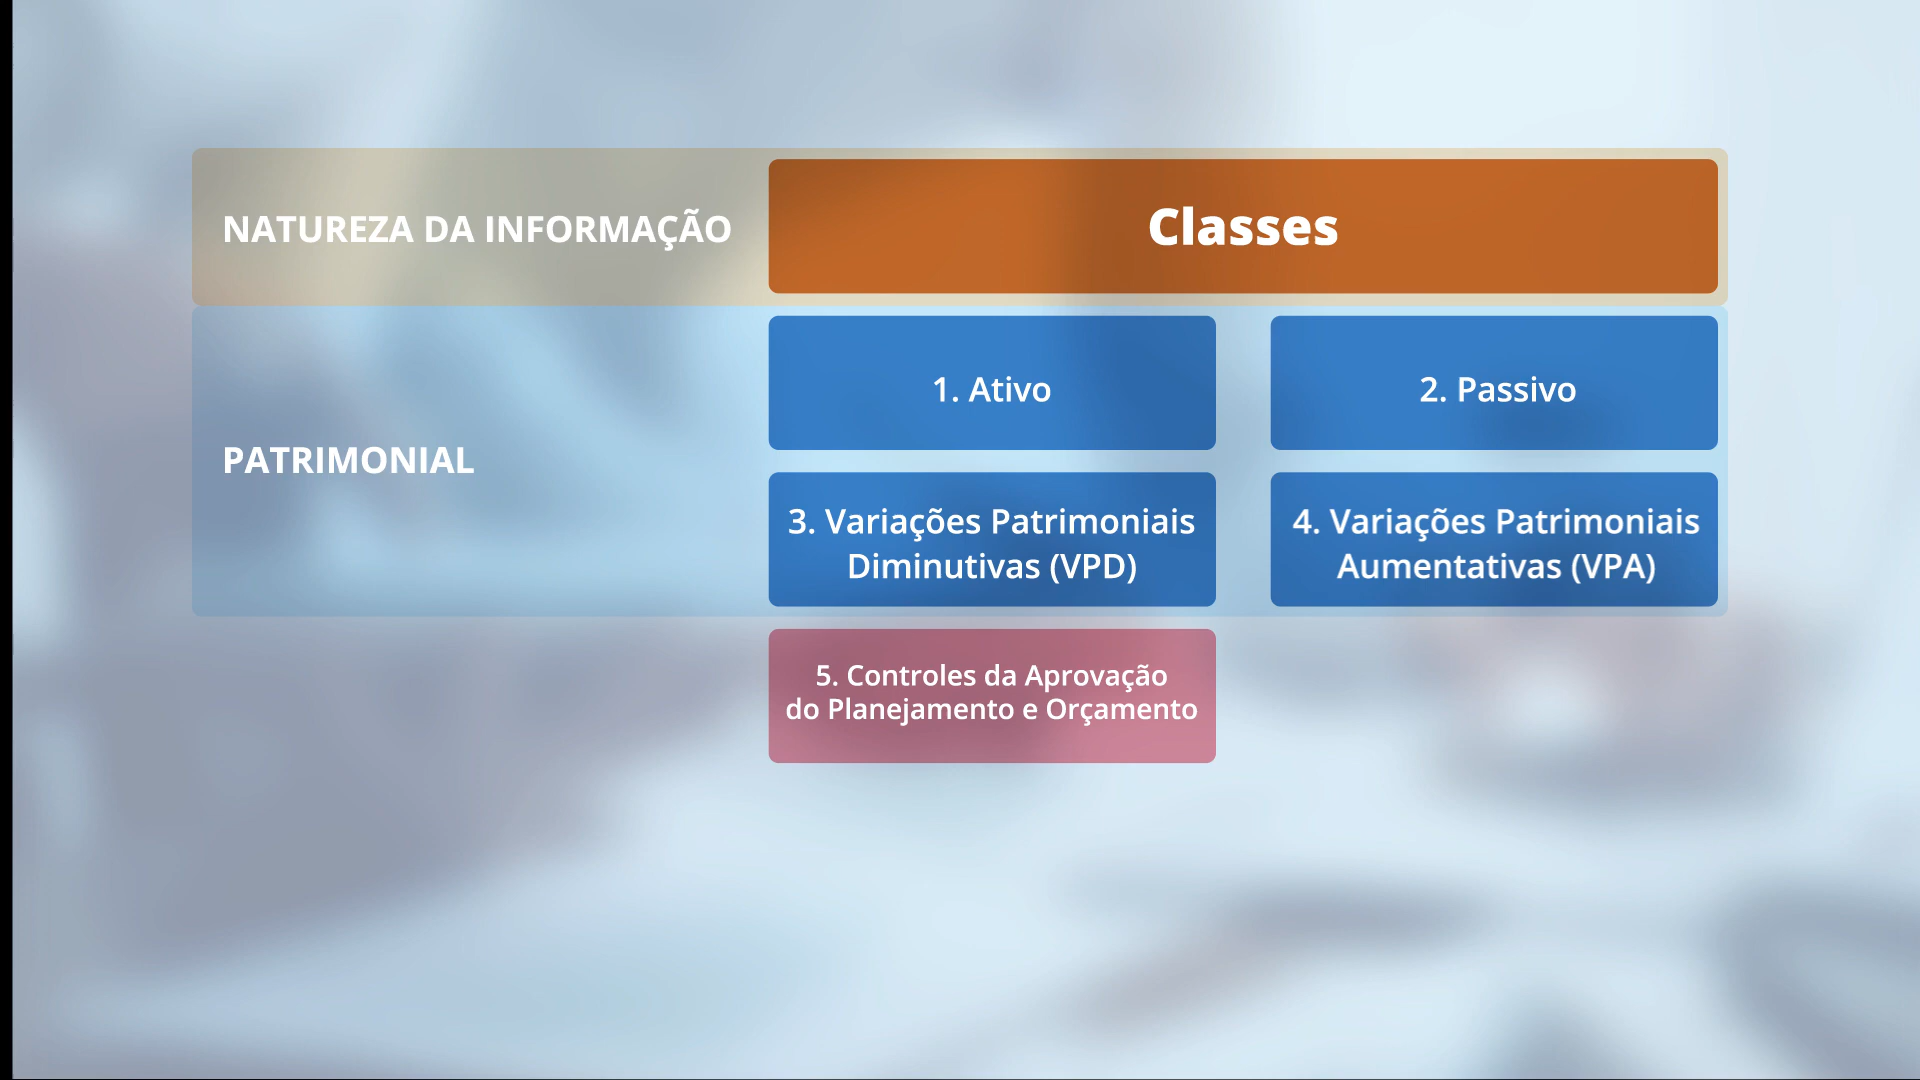 NATUREZA DA INFORMAÇÃO
Classes
PATRIMONIAL
1. Ativo
2. Passivo
3. Variações Patrimoniais
Diminutivas (VPD)
4. Variações Patrimoniais
Aumentativas (VPA)
5. Controles da Aprovação
do Planejamento e Orçamento